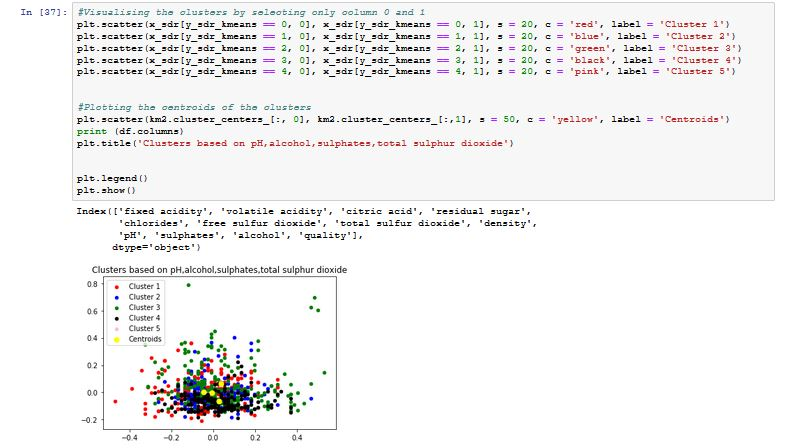 In [37]:
#Visualising the clusters by selecting only column 0 and 1
plt.scatter(x_sdr[y_sdr_kmeans == 0, 0], x_sdr[y_sdr_kmeans == 0, 1], s = 20, c = 'red', label = 'Cluster 1')
plt.scatter(x_sdr[y_sdr_kmeans == 1, 0], x_sdr[y_sdr_kmeans == 1, 1], s = 20, c = 'blue', label = 'Cluster 2')
plt.scatter(x_sdr[y_sdr_kmeans == 2, 0], x_sdr[y_sdr_kmeans == 2, 1], s = 20, c = 'green', label = 'Cluster 3')
plt.scatter(x_sdr[y_sdr_kmeans == 3, 0], x_sdr[y_sdr_kmeans == 3, 1], s = 20, c = 'black', label = 'Cluster 4')
plt.scatter(x_sdr[y_sdr_kmeans == 4, 0], x_sdr[y_sdr_kmeans == 4, 1], s = 20, c = 'pink', label = 'Cluster 5')
#Plotting the centroids of the clusters
plt.scatter(km2.cluster_centers_[:, 0], km2.cluster_centers_[:,1], s = 50, c = 'yellow', label = 'Centroids')
print (df.columns)
plt.title('Clusters based on pH,alcohol,sulphates,total sulphur dioxide')
plt.legend()
plt.show()
Index(['fixed acidity', 'volatile acidity', 'citric acid', 'residual sugar',
'chlorides', 'free sulfur dioxide', 'total sulfur dioxide', 'density',
'pH', 'sulphates', 'alcohol', 'quality'],
dtype='object')
Clusters based on pH,alcohol,sulphates,total sulphur dioxide
Cluster 1
Cluster 2
Cluster 3
Cluster 4
Cluster 5
Centroids
0.8
0.6
0.4
0.2
0.0
−0.2
−0.4 −0.2 0.0 0.2 0.4